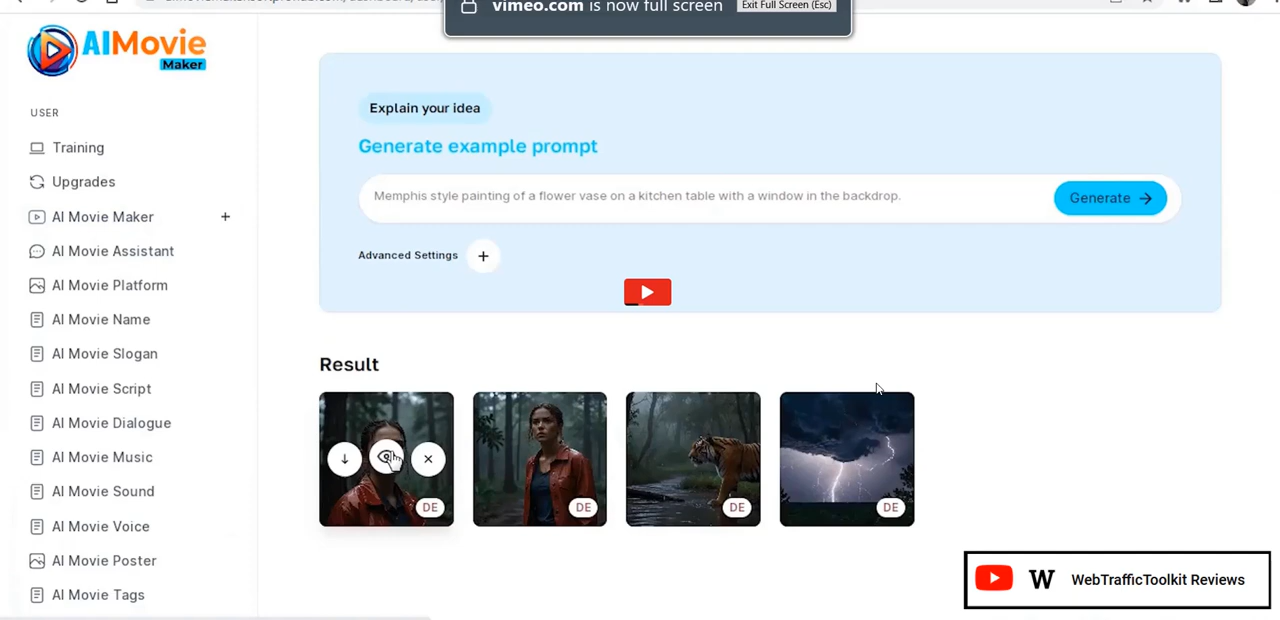 vimeo.com is now full screen
Exit Full Screen (Esc)
AIMovie
Maker
USER
Training
Upgrades
AI Movie Maker +
AI Movie Assistant
AI Movie Platform
AI Movie Name
AI Movie Slogan
AI Movie Script
AI Movie Dialogue
AI Movie Music
AI Movie Sound
AI Movie Voice
AI Movie Poster
AI Movie Tags
Explain your idea
Generate example prompt
Memphis style painting of a flower vase on a kitchen table with a window in the backdrop.
Generate →
Advanced Settings +
Result
DE
DE
DE
DE
W WebTrafficToolkit Reviews